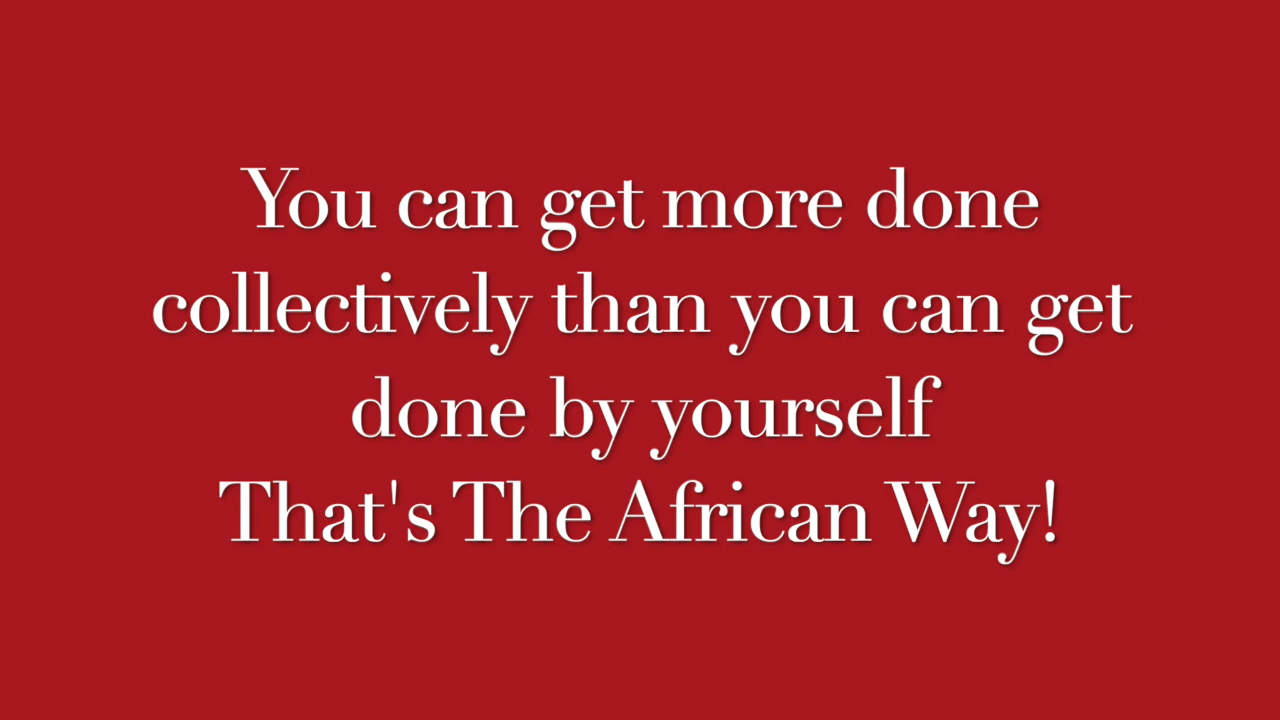 You can get more done
collectively than you can get
done by yourself
That's The African Way!